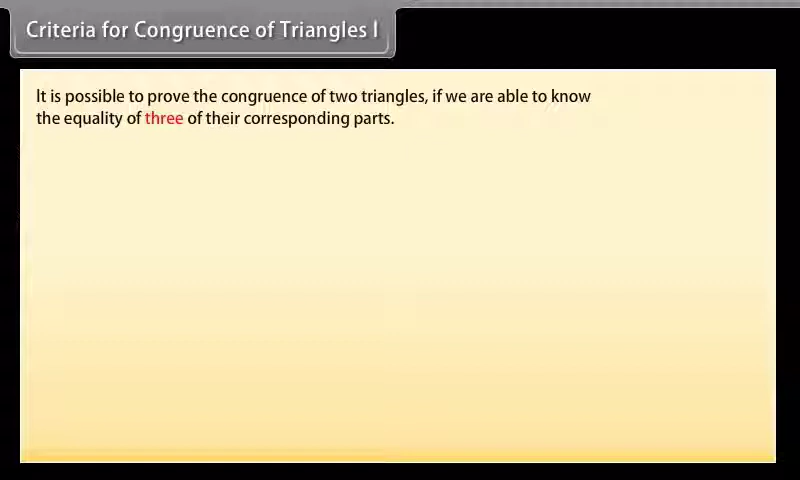 Criteria for Congruence of Triangles I
It is possible to prove the congruence of two triangles, if we are able to know
the equality of three of their corresponding parts.